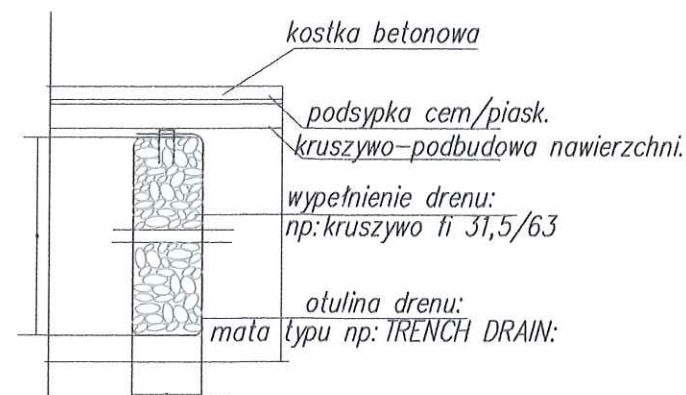 kostka betonowa
podsypka cem/piask.
kruszywo-podbudowa nawierzchni.
wypełnienie drenu:
np:kruszywo fi 31,5/63
otulina drenu:
mata typu np: TRENCH DRAIN: